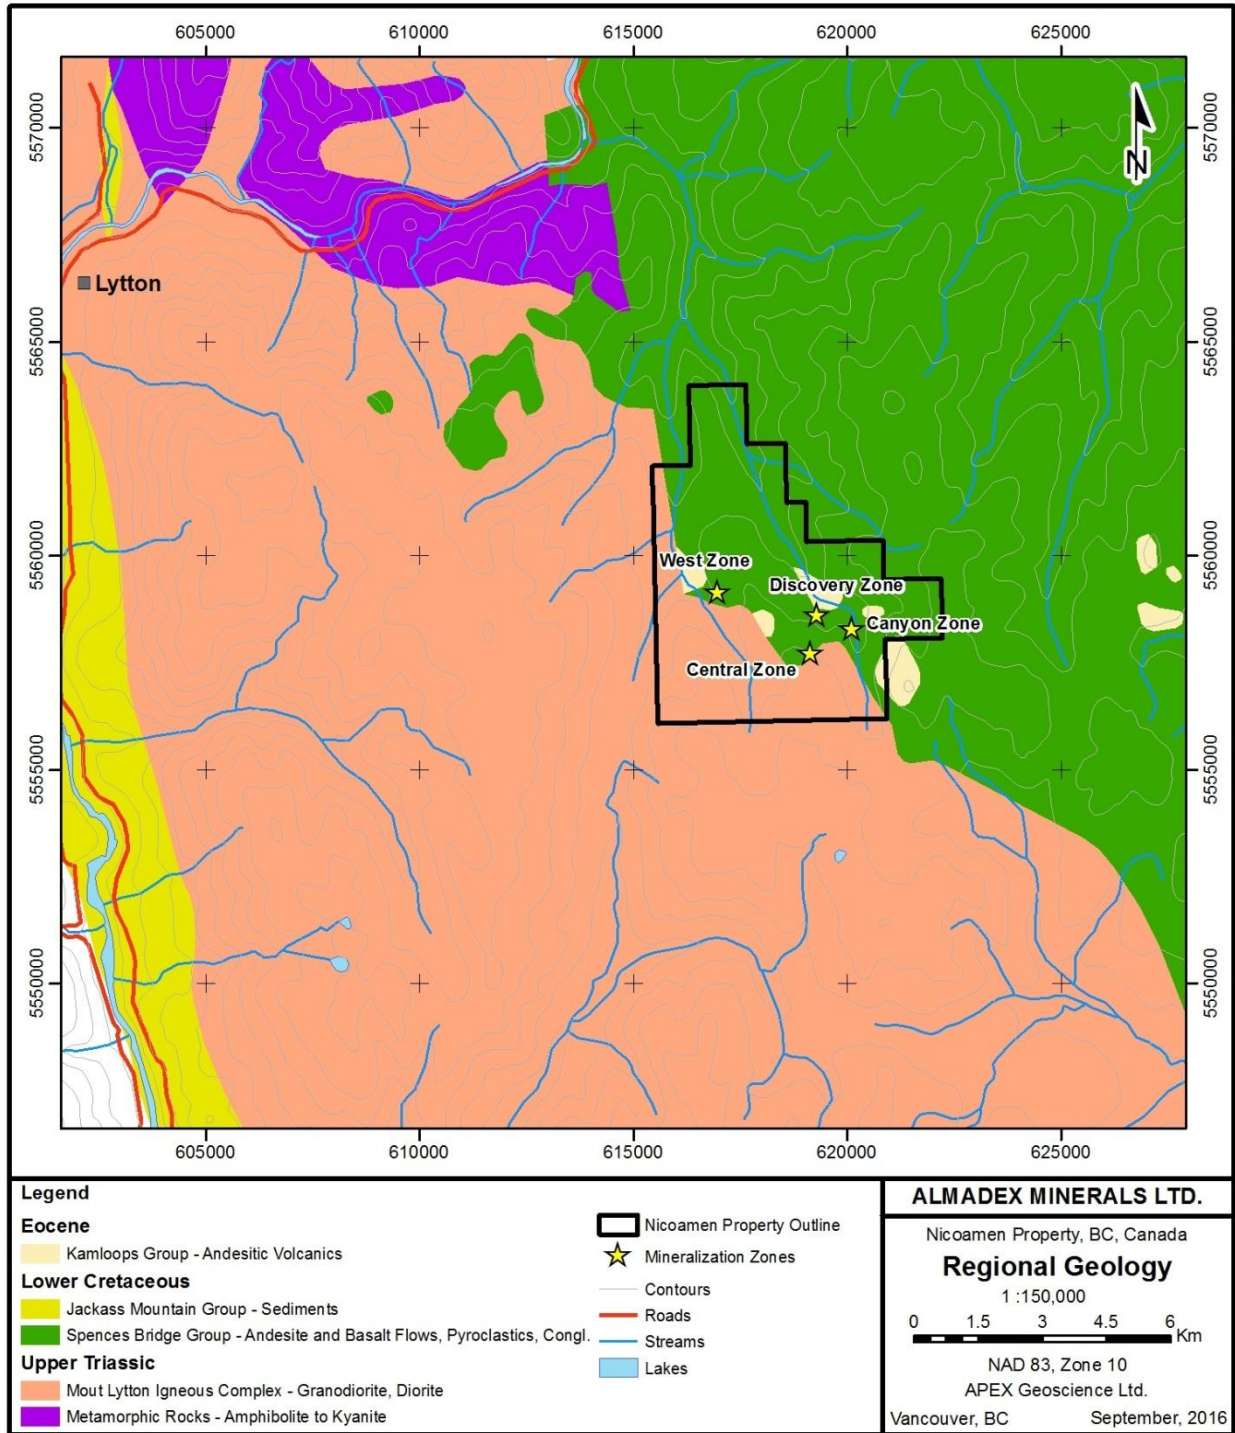 605000 610000 615000 620000 625000
5570000
5570000
N
Lytton
5565000
5565000
5560000
5560000
West Zone
Discovery Zone
Canyon Zone
Central Zone
5555000
5555000
5550000
5550000
605000 610000 615000 620000 625000
Legend
Eocene
Kamloops Group - Andesitic Volcanics
Lower Cretaceous
Jackass Mountain Group - Sediments
Spences Bridge Group - Andesite and Basalt Flows, Pyroclastics, Congl.
Upper Triassic
Mout Lytton Igneous Complex - Granodiorite, Diorite
Metamorphic Rocks - Amphibolite to Kyanite
Nicoamen Property Outline
Mineralization Zones
Contours
Roads
Streams
Lakes
ALMADEX MINERALS LTD.
Nicoamen Property, BC, Canada
Regional Geology
1 :150,000
0 1.5 3 4.5 6
Km
NAD 83, Zone 10
APEX Geoscience Ltd.
Vancouver, BC September, 2016